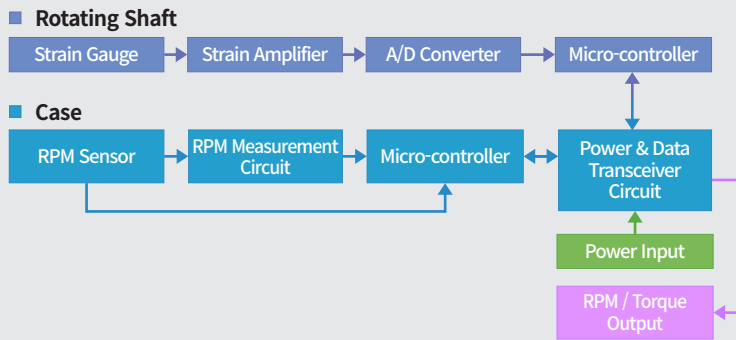 Rotating Shaft
Strain Gauge
Strain Amplifier
A/D Converter
Micro-controller
Case
RPM Sensor
RPM Measurement
Circuit
Micro-controller
Power & Data
Transceiver
Circuit
Power Input
RPM / Torque
Output